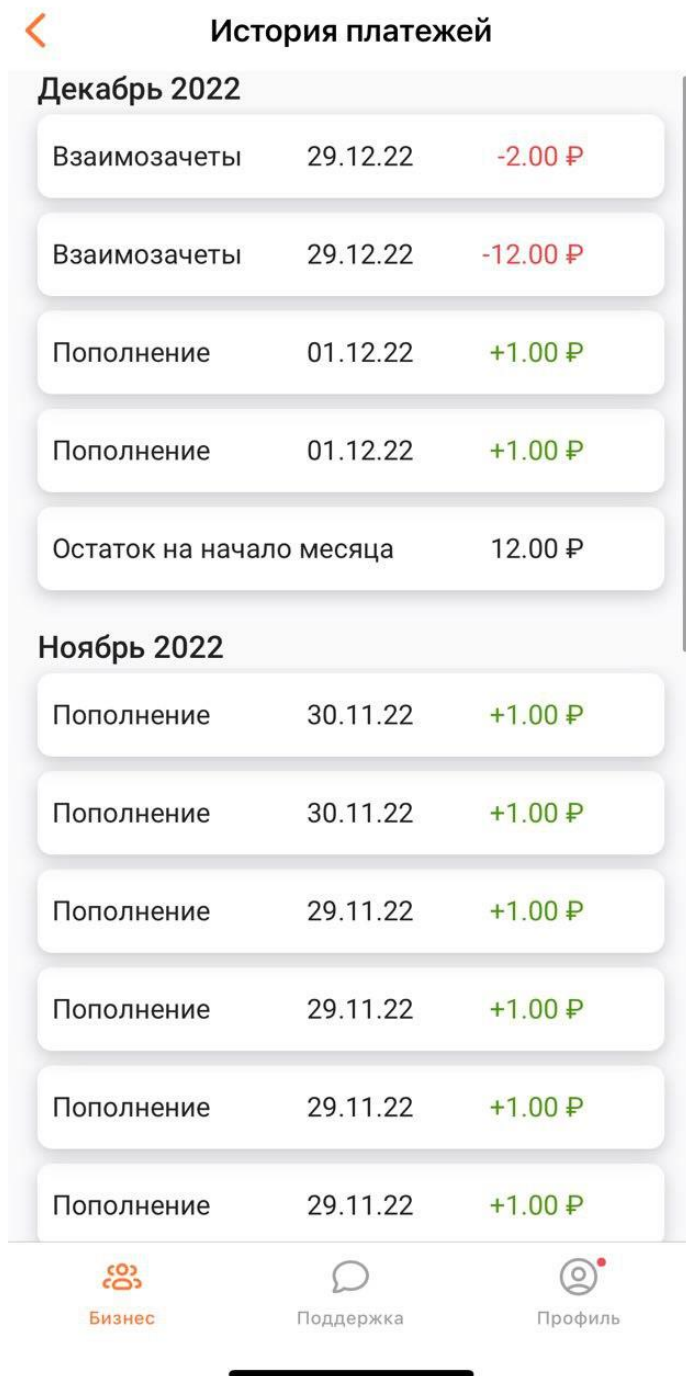 История платежей
Декабрь 2022
Взаимозачеты 29.12.22 -2.00 ₽
Взаимозачеты 29.12.22 -12.00 ₽
Пополнение 01.12.22 +1.00 ₽
Пополнение 01.12.22 +1.00 ₽
Остаток на начало месяца 12.00 ₽
Ноябрь 2022
Пополнение 30.11.22 +1.00 ₽
Пополнение 30.11.22 +1.00 ₽
Пополнение 29.11.22 +1.00 ₽
Пополнение 29.11.22 +1.00 ₽
Пополнение 29.11.22 +1.00 ₽
Пополнение 29.11.22 +1.00 ₽
Бизнес Поддержка Профиль